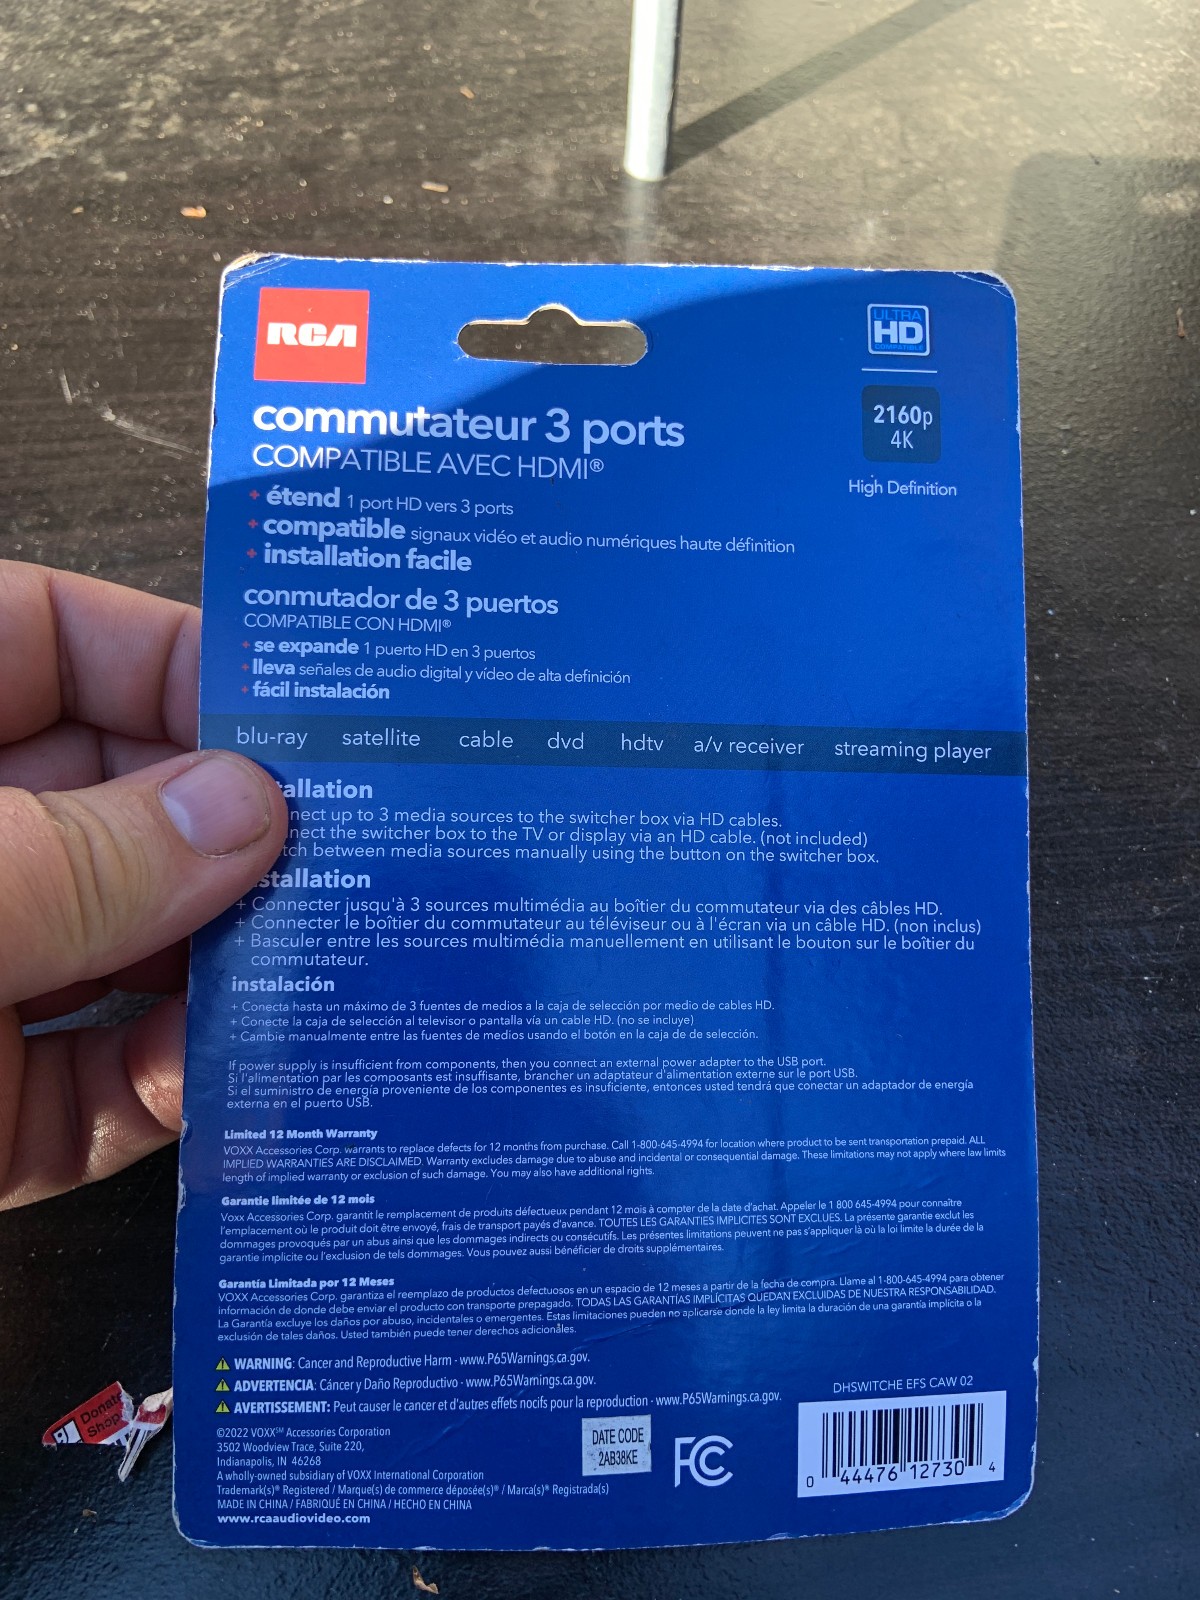 RCA
ULTRA
HD
COMPATIBLE
2160p
4K
High Definition
commutateur 3 ports
COMPATIBLE AVEC HDMI®
+ étend 1 port HD vers 3 ports
+ compatible signaux vidéo et audio numériques haute définition
+ installation facile
conmutador de 3 puertos
COMPATIBLE CON HDMI®
+ se expande 1 puerto HD en 3 puertos
+ lleva señales de audio digital y vídeo de alta definición
+ fácil instalación
blu-ray satellite cable dvd hdtv a/v receiver streaming player
tallation
nect up to 3 media sources to the switcher box via HD cables.
nect the switcher box to the TV or display via an HD cable. (not included)
tch between media sources manually using the button on the switcher box.
stallation
+ Connecter jusqu'à 3 sources multimédia au boîtier du commutateur via des câbles HD.
+ Connecter le boîtier du commutateur au téléviseur ou à l'écran via un câble HD. (non inclus)
+ Basculer entre les sources multimédia manuellement en utilisant le bouton sur le boîtier du
commutateur.
instalación
+ Conecta hasta un máximo de 3 fuentes de medios a la caja de selección por medio de cables HD.
+ Conecte la caja de selección al televisor o pantalla vía un cable HD. (no se incluye)
+ Cambie manualmente entre las fuentes de medios usando el botón en la caja de de selección.
If power supply is insufficient from components, then you connect an external power adapter to the USB port.
Si l'alimentation par les composants est insuffisante, brancher un adaptateur d'alimentation externe sur le port USB.
Si el suministro de energía proveniente de los componentes es insuficiente, entonces usted tendrá que conectar un adaptador de energía
externa en el puerto USB.
Limited 12 Month Warranty
VOXX Accessories Corp. warrants to replace defects for 12 months from purchase. Call 1-800-645-4994 for location where product to be sent transportation prepaid. ALL
IMPLIED WARRANTIES ARE DISCLAIMED. Warranty excludes damage due to abuse and incidental or consequential damage. These limitations may not apply where law limits
length of implied warranty or exclusion of such damage. You may also have additional rights.
Garantie limitée de 12 mois
Voxx Accessories Corp. garantit le remplacement de produits défectueux pendant 12 mois à compter de la date d'achat. Appeler le 1 800 645-4994 pour connaître
l'emplacement où le produit doit être envoyé, frais de transport payés d'avance. TOUTES LES GARANTIES IMPLICITES SONT EXCLUES. La présente garantie exclut les
dommages provoqués par un abus ainsi que les dommages indirects ou consécutifs. Les présentes limitations peuvent ne pas s'appliquer là où la loi limite la durée de la
garantie implicite ou l'exclusion de tels dommages. Vous pouvez aussi bénéficier de droits supplémentaires.
Garantía Limitada por 12 Meses
VOXX Accessories Corp. garantiza el reemplazo de productos defectuosos en un espacio de 12 meses a partir de la fecha de compra. Llame al 1-800-645-4994 para obtener
información de donde debe enviar el producto con transporte prepagado. TODAS LAS GARANTÍAS IMPLÍCITAS QUEDAN EXCLUIDAS DE NUESTRA RESPONSABILIDAD.
La Garantía excluye los daños por abuso, incidentales o emergentes. Estas limitaciones pueden no aplicarse donde la ley limita la duración de una garantía implícita o la
exclusión de tales daños. Usted también puede tener derechos adicionales.
WARNING: Cancer and Reproductive Harm - www.P65Warnings.ca.gov.
ADVERTENCIA: Cáncer y Daño Reproductivo - www.P65Warnings.ca.gov.
AVERTISSEMENT: Peut causer le cancer et d'autres effets nocifs pour la reproduction - www.P65Warnings.ca.gov.
©2022 VOXX℠ Accessories Corporation
3502 Woodview Trace, Suite 220,
Indianapolis, IN 46268
A wholly-owned subsidiary of VOXX International Corporation
Trademark(s)® Registered / Marque(s) de commerce déposée(s)® / Marca(s)® Registrada(s)
MADE IN CHINA / FABRIQUÉ EN CHINA / HECHO EN CHINA
www.rcaaudiovideo.com
DATE CODE
2AB38KE
FC
DHSWITCHE EFS CAW 02
0 44476 12730 4
Donate
Shop